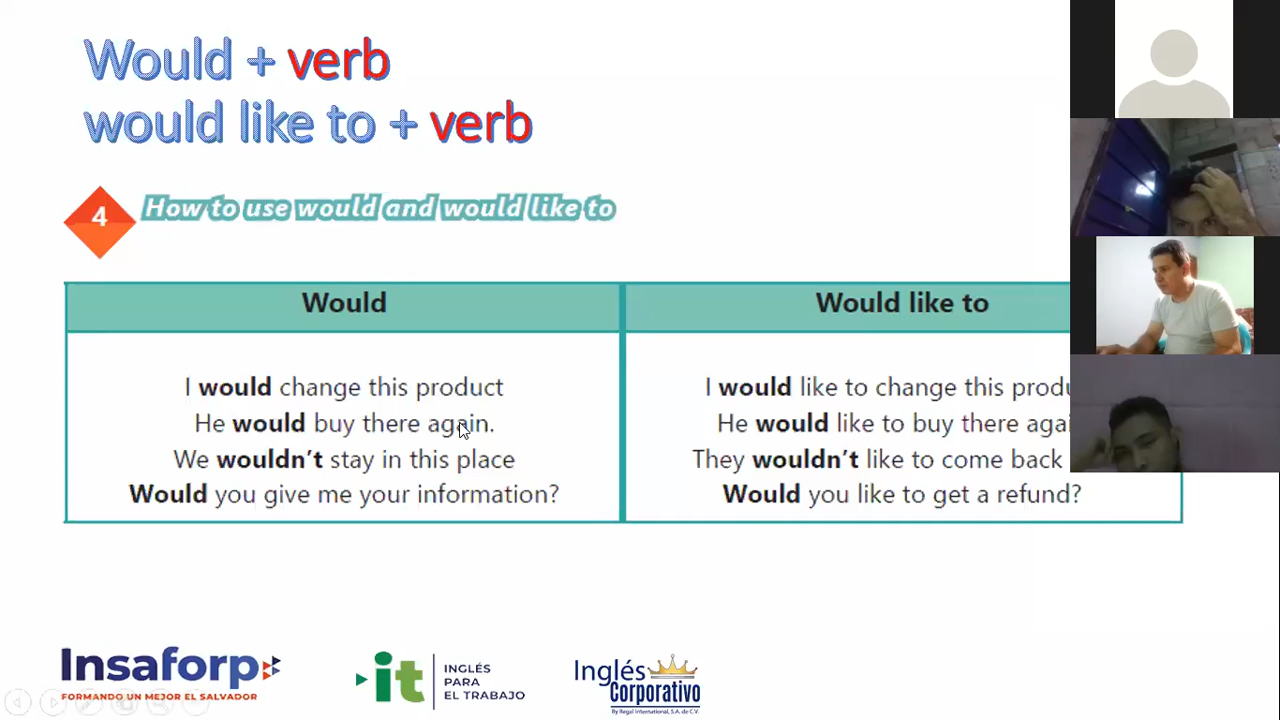 Would + verb
would like to + verb
4
How to use would and would like to
Would
Would like to
I would change this product
He would buy there again.
We wouldn't stay in this place
Would you give me your information?
I would like to change this
He would like to buy there
They wouldn't like to come back
Would you like to get a refund?
Insaforp
FORMANDO UN MEJOR EL SALVADOR
it
INGLÉS
PARA
EL TRABAJO
Inglés
Corporativo
By Regal International, S.A. de C.V.